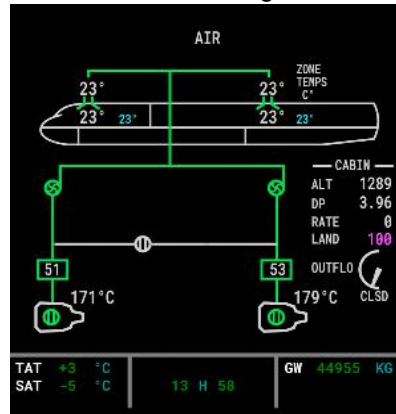 AIR
ZONE
TEMPS
C°
23° 23°
23° 23° 23° 23°
CABIN
ALT 1289
DP 3.96
RATE 0
LAND 100
OUTFLO
CLSD
51 53
171°C 179°C
TAT +3 °C
SAT -5 °C
13 H 58
GW 44955 KG